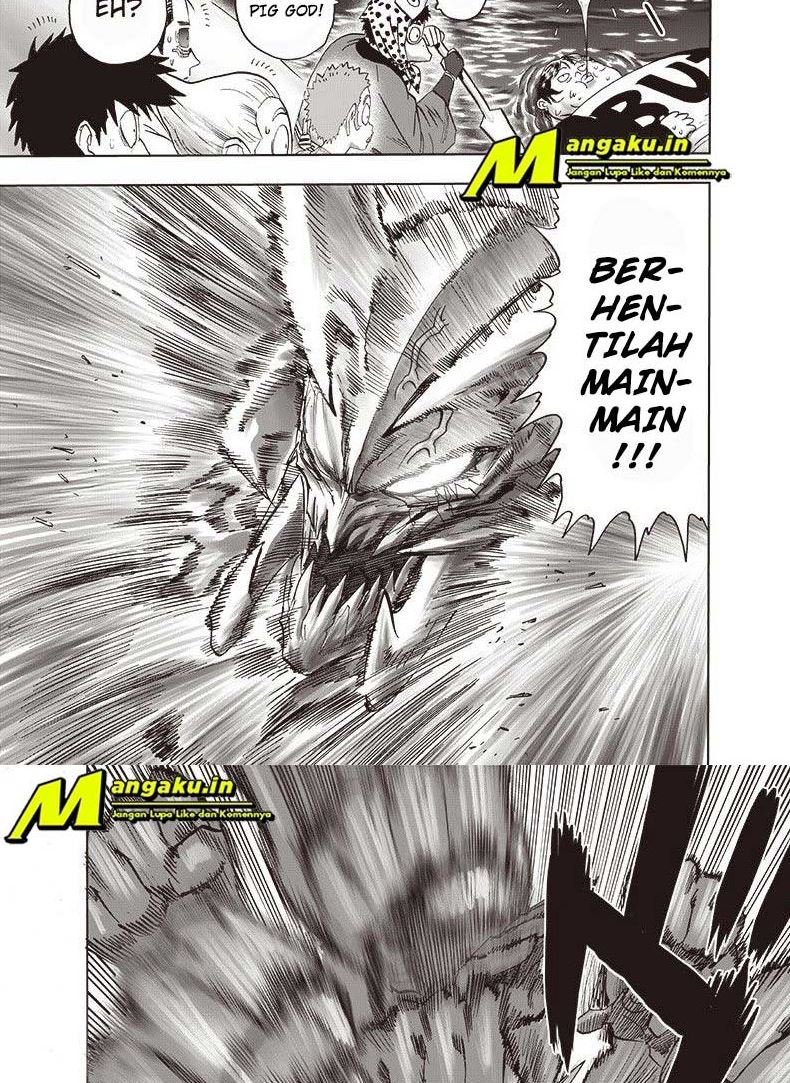 EH?
PIG GOD!
BU
Mangaku.in
Jangan Lupa Like dan Komennya
BER-
HEN-
TILAH
MAIN-
MAIN
!!!
Mangaku.in
Jangan Lupa Like dan Komennya